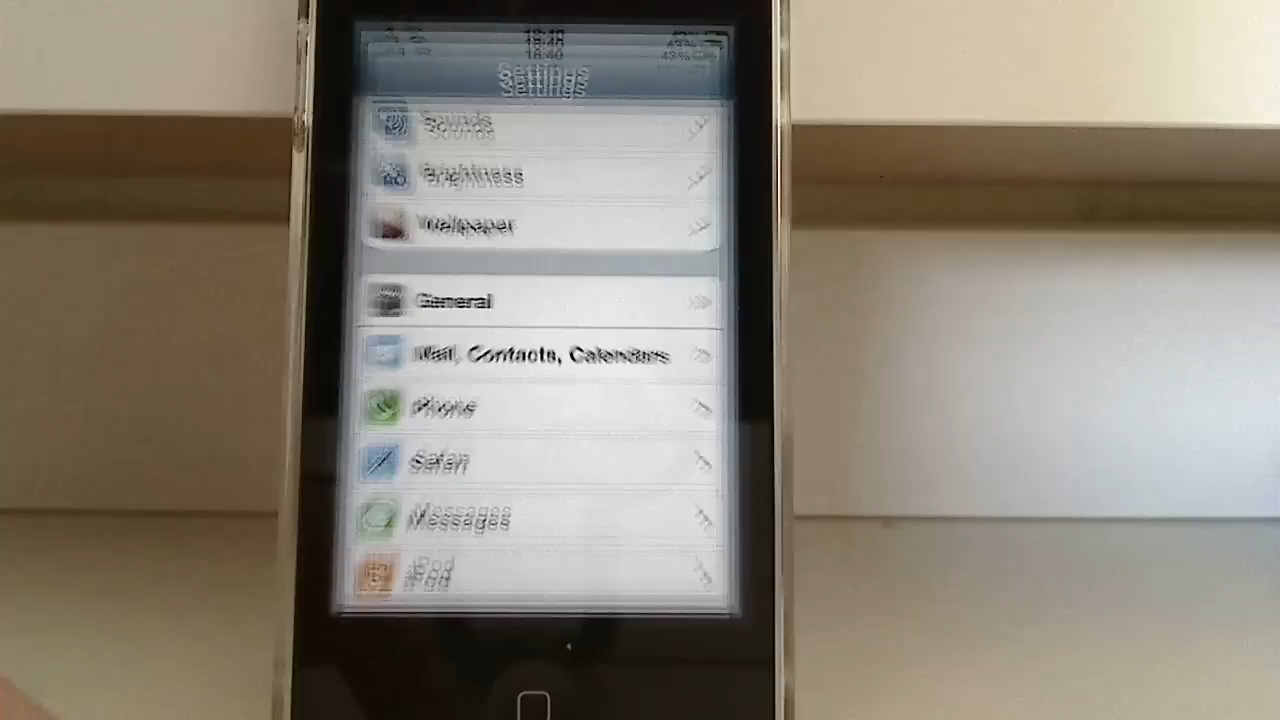 18:40 43%
Settings
Sounds
Brightness
Wallpaper
General
Mail, Contacts, Calendars
Phone
Safari
Messages
iPod